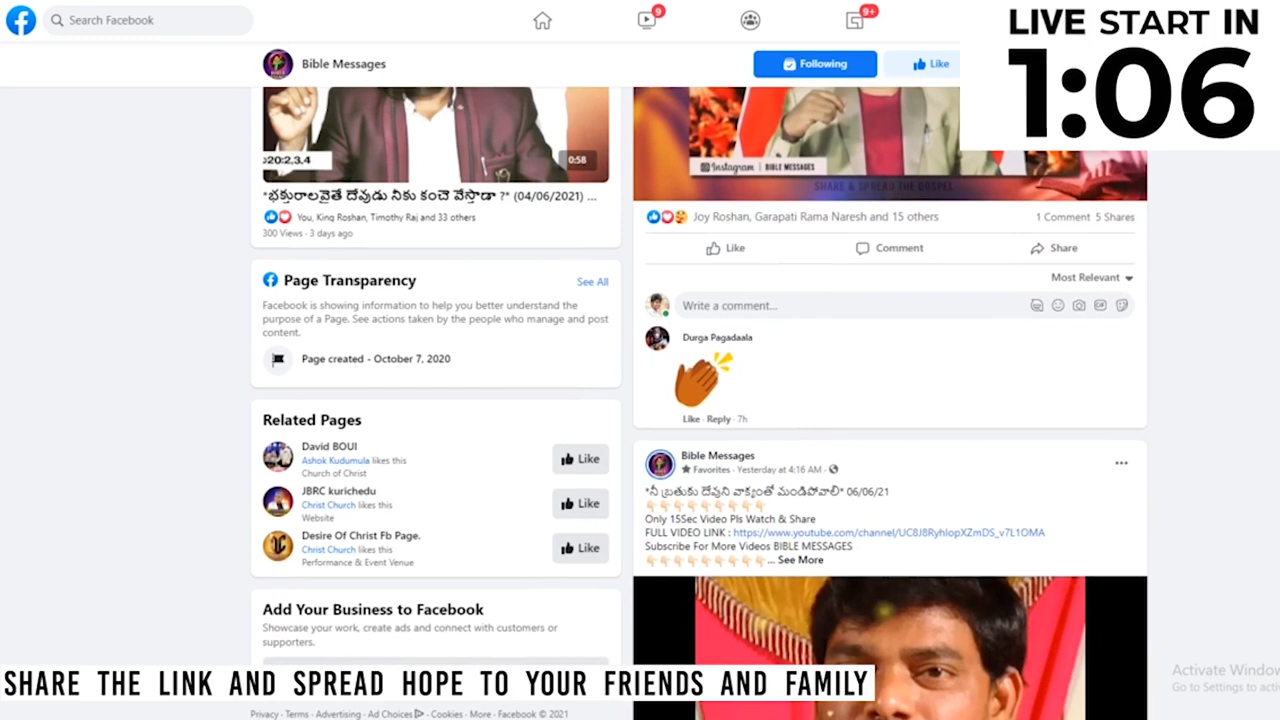 Search Facebook
9
9+
LIVE START IN
1:06
Bible Messages
Following
Like
20:2,3,4
0:58
*భక్తురాలవైతే దేవుడు నీకు కంచె వేస్తాడా ?* (04/06/2021) ...
You, King Roshan, Timothy Raj and 33 others
300 Views · 3 days ago
Page Transparency
See All
Facebook is showing information to help you better understand the
purpose of a Page. See actions taken by the people who manage and post
content.
Page created - October 7, 2020
Related Pages
David BOUI
Ashok Kudumula likes this
Church of Christ
Like
JBRC kurichedu
Christ Church likes this
Website
Like
Desire Of Christ Fb Page.
Christ Church likes this
Performance & Event Venue
Like
Add Your Business to Facebook
Showcase your work, create ads and connect with customers or
supporters.
Privacy · Terms · Advertising · Ad Choices · Cookies · More · Facebook © 2021
Instagram | BIBLE MESSAGES
SHARE & SPREAD THE GOSPEL
Joy Roshan, Garapati Rama Naresh and 15 others
1 Comment 5 Shares
Like
Comment
Share
Most Relevant
Write a comment...
Durga Pagadaala
Like · Reply · 7h
Bible Messages
Favorites · Yesterday at 4:16 AM ·
*నీ బ్రతుకు దేవుని వాక్యంతో మండిపోవాలి* 06/06/21
Only 15Sec Video Pls Watch & Share
FULL VIDEO LINK : https://www.youtube.com/channel/UC8J8RyhlopXZmDS_v7L1OMA
Subscribe For More Videos BIBLE MESSAGES
... See More
SHARE THE LINK AND SPREAD HOPE TO YOUR FRIENDS AND FAMILY
Activate Window
Go to Settings to acti